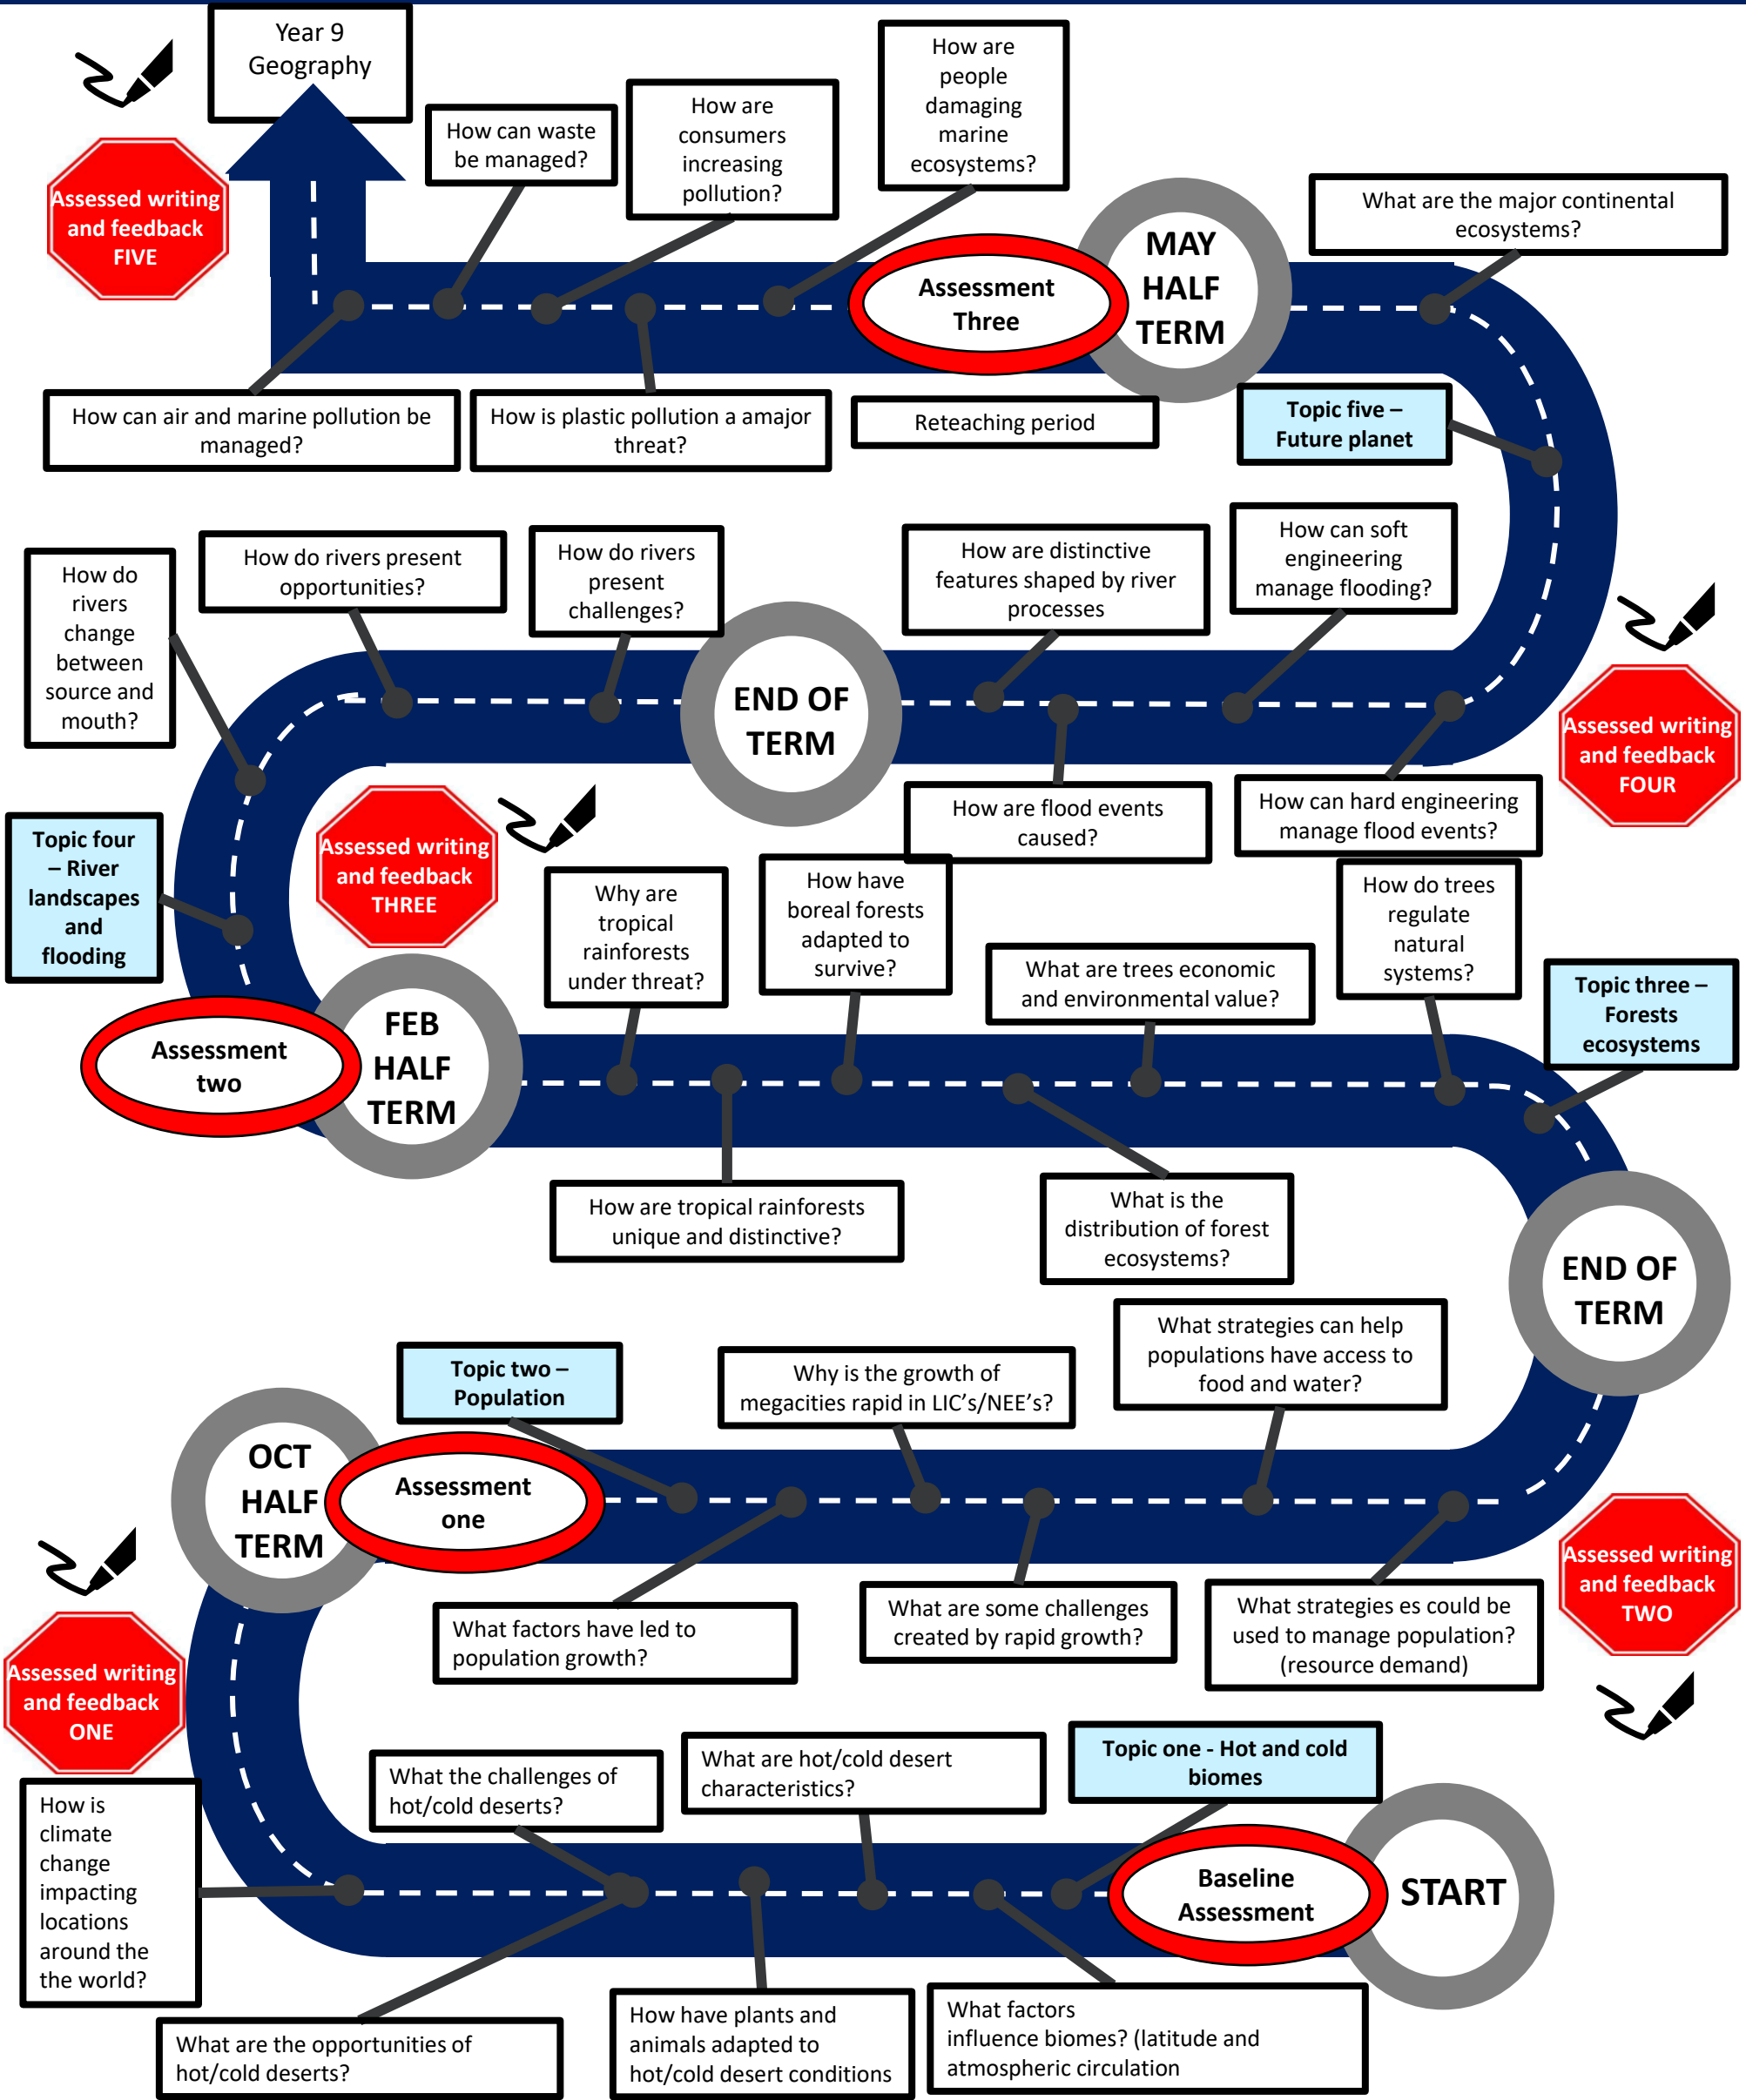 Year 9
Geography
How can waste
be managed?
How are
consumers
increasing
pollution?
How are
people
damaging
marine
ecosystems?
Assessed writing
and feedback
FIVE
What are the major continental
ecosystems?
MAY
HALF
TERM
Assessment
Three
How can air and marine pollution be
managed?
How is plastic pollution a amajor
threat?
Reteaching period
Topic five –
Future planet
How do
rivers
change
between
source and
mouth?
How do rivers present
opportunities?
How do rivers
present
challenges?
How are distinctive
features shaped by river
processes
How can soft
engineering
manage flooding?
END OF
TERM
Assessed writing
and feedback
FOUR
How are flood events
caused?
How can hard engineering
manage flood events?
Topic four
– River
landscapes
and
flooding
Assessed writing
and feedback
THREE
Why are
tropical
rainforests
under threat?
How have
boreal forests
adapted to
survive?
What are trees economic
and environmental value?
How do trees
regulate
natural
systems?
Topic three –
Forests
ecosystems
Assessment
two
FEB
HALF
TERM
How are tropical rainforests
unique and distinctive?
What is the
distribution of forest
ecosystems?
END OF
TERM
Topic two –
Population
Why is the growth of
megacities rapid in LIC's/NEE's?
What strategies can help
populations have access to
food and water?
OCT
HALF
TERM
Assessment
one
What factors have led to
population growth?
What are some challenges
created by rapid growth?
What strategies es could be
used to manage population?
(resource demand)
Assessed writing
and feedback
TWO
Assessed writing
and feedback
ONE
How is
climate
change
impacting
locations
around the
the world?
What the challenges of
hot/cold deserts?
What are hot/cold desert
characteristics?
Topic one - Hot and cold
biomes
Baseline
Assessment
START
What are the opportunities of
hot/cold deserts?
How have plants and
animals adapted to
hot/cold desert conditions
What factors
influence biomes? (latitude and
atmospheric circulation